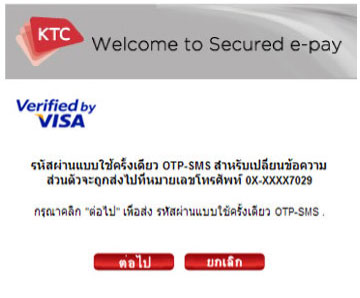 KTC
Welcome to Secured e-pay
Verified by
VISA
รหัสผ่านแบบใช้ครั้งเดียว OTP-SMS สำหรับเปลี่ยนข้อความ
ส่วนตัวจะถูกส่งไปที่หมายเลขโทรศัพท์ 0X-XXXX7029
กรุณาคลิก "ต่อไป" เพื่อส่ง รหัสผ่านแบบใช้ครั้งเดียว OTP-SMS .
ต่อไป ยกเลิก